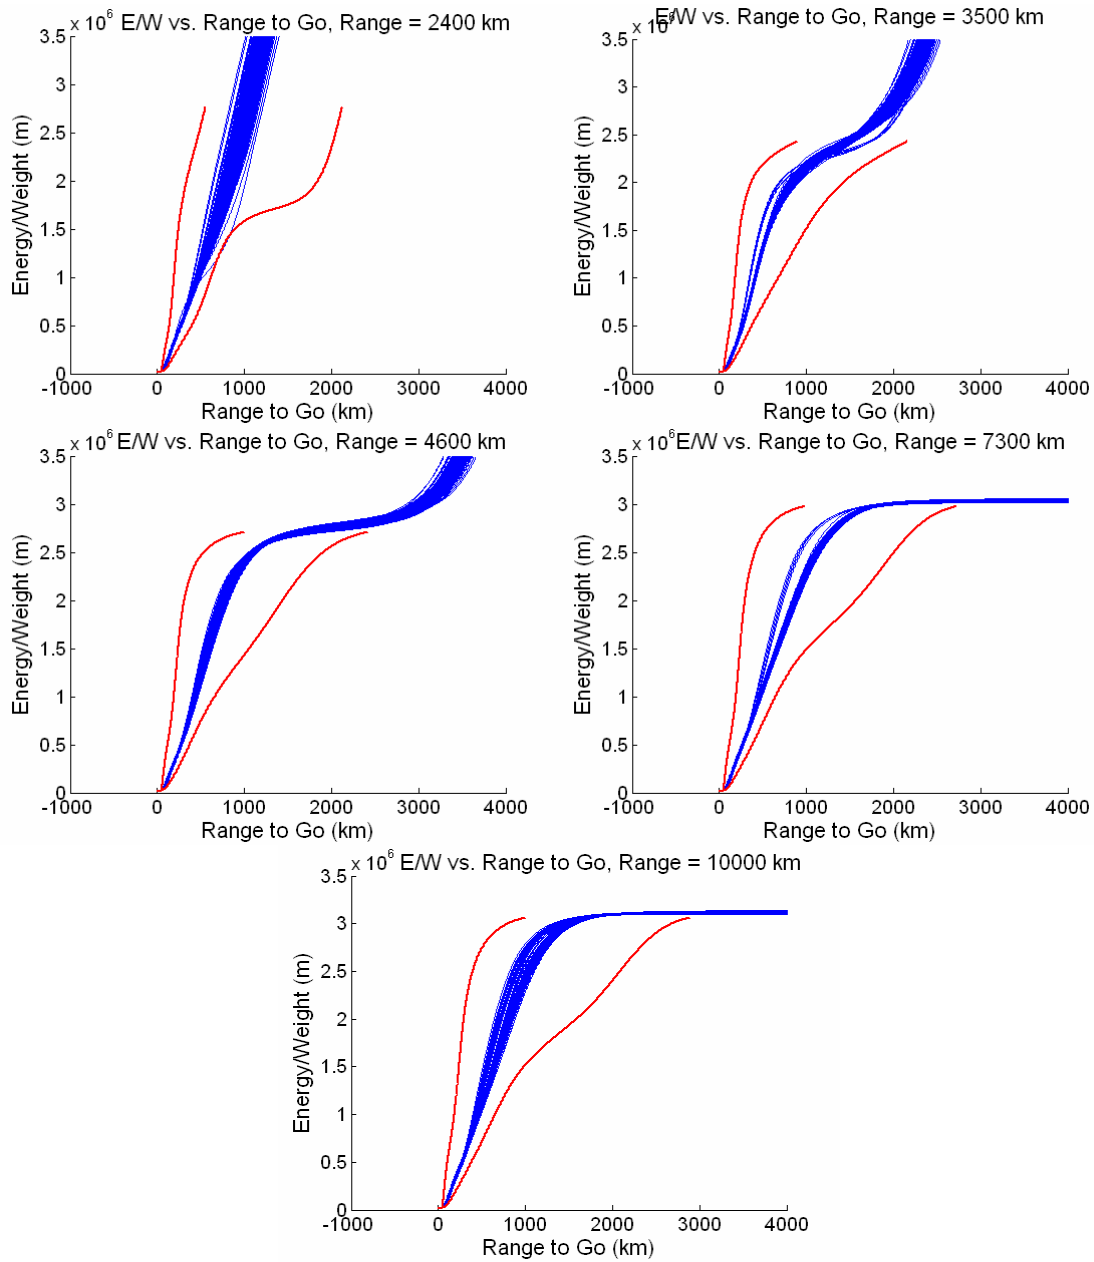 x 10^6 E/W vs. Range to Go, Range = 2400 km
3.5
3
2.5
2
1.5
1
0.5
0
Energy/Weight (m)
-1000 0 1000 2000 3000 4000
Range to Go (km)
x 10^6 E/W vs. Range to Go, Range = 3500 km
3.5
3
2.5
2
1.5
1
0.5
0
Energy/Weight (m)
-1000 0 1000 2000 3000 4000
Range to Go (km)
x 10^6 E/W vs. Range to Go, Range = 4600 km
3.5
3
2.5
2
1.5
1
0.5
0
Energy/Weight (m)
-1000 0 1000 2000 3000 4000
Range to Go (km)
x 10^6 E/W vs. Range to Go, Range = 7300 km
3.5
3
2.5
2
1.5
1
0.5
0
Energy/Weight (m)
-1000 0 1000 2000 3000 4000
Range to Go (km)
x 10^6 E/W vs. Range to Go, Range = 10000 km
3.5
3
2.5
2
1.5
1
0.5
0
Energy/Weight (m)
-1000 0 1000 2000 3000 4000
Range to Go (km)